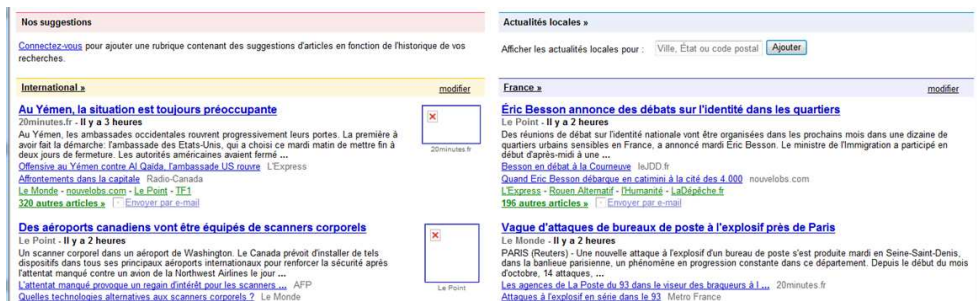 Nos suggestions
Connectez-vous pour ajouter une rubrique contenant des suggestions d'articles en fonction de l'historique de vos
recherches.
International »
modifier
Au Yémen, la situation est toujours préoccupante
20minutes.fr - Il y a 3 heures
Au Yémen, les ambassades occidentales rouvrent progressivement leurs portes. La première à
avoir fait la démarche: l'ambassade des Etats-Unis, qui a choisi ce mardi matin de mettre fin à
deux jours de fermeture. Les autorités américaines avaient fermé ...
20minutes.fr
Offensive au Yémen contre Al Qaïda, l'ambassade US rouvre L'Express
Affrontements dans la capitale Radio-Canada
Le Monde - nouvelobs.com - Le Point - TF1
320 autres articles » Envoyer par e-mail
Des aéroports canadiens vont être équipés de scanners corporels
Le Point - Il y a 2 heures
Un scanner corporel dans un aéroport de Washington. Le Canada prévoit d'installer de tels
dispositifs dans tous ses principaux aéroports internationaux pour renforcer la sécurité après
l'attentat manqué contre un avion de la Northwest Airlines le jour ...
Le Point
L'attentat manqué provoque un regain d'intérêt pour les scanners ... AFP
Quelles technologies alternatives aux scanners corporels ? Le Monde
Actualités locales »
Afficher les actualités locales pour : Ville, État ou code postal Ajouter
France »
modifier
Éric Besson annonce des débats sur l'identité dans les quartiers
Le Point - Il y a 2 heures
Des réunions de débat sur l'identité nationale vont être organisées dans les prochains mois dans une dizaine de
quartiers urbains sensibles en France, a annoncé mardi Éric Besson. Le ministre de l'Immigration a participé en
début d'après-midi à une ...
Besson en débat à la Courneuve leJDD.fr
Quand Eric Besson débarque en catimini à la cité des 4 000 nouvelobs.com
L'Express - Rouen Alternatif - l'Humanité - LaDépêche.fr
196 autres articles » Envoyer par e-mail
Vague d'attaques de bureaux de poste à l'explosif près de Paris
Le Monde - Il y a 2 heures
PARIS (Reuters) - Une nouvelle attaque à l'explosif d'un bureau de poste s'est produite mardi en Seine-Saint-Denis,
dans la banlieue parisienne, un phénomène en progression constante dans ce département. Depuis le début du mois
d'octobre, 14 attaques, ...
Les agences de La Poste du 93 dans le viseur des braqueurs à l ... 20minutes.fr
Attaques à l'explosif en série dans le 93 Metro France